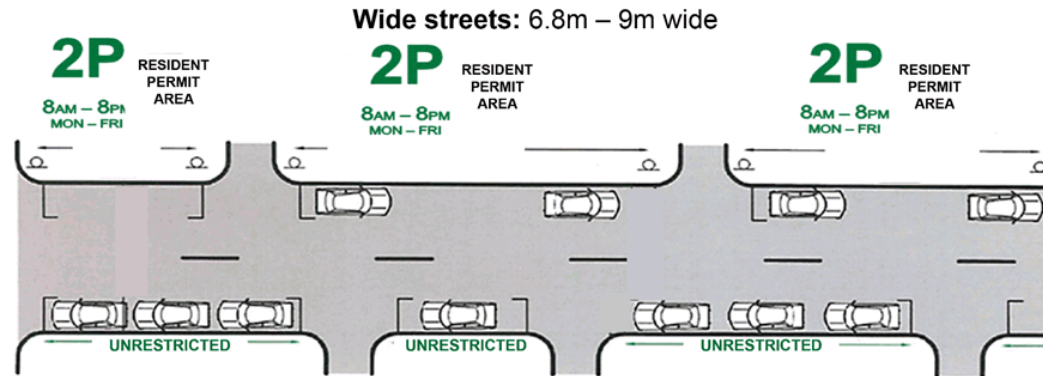 Wide streets: 6.8m – 9m wide
2P
RESIDENT
PERMIT
AREA
8AM – 8PM
MON – FRI
2P
RESIDENT
PERMIT
AREA
8AM – 8PM
MON – FRI
2P
RESIDENT
PERMIT
AREA
8AM – 8PM
MON – FRI
UNRESTRICTED
UNRESTRICTED
UNRESTRICTED